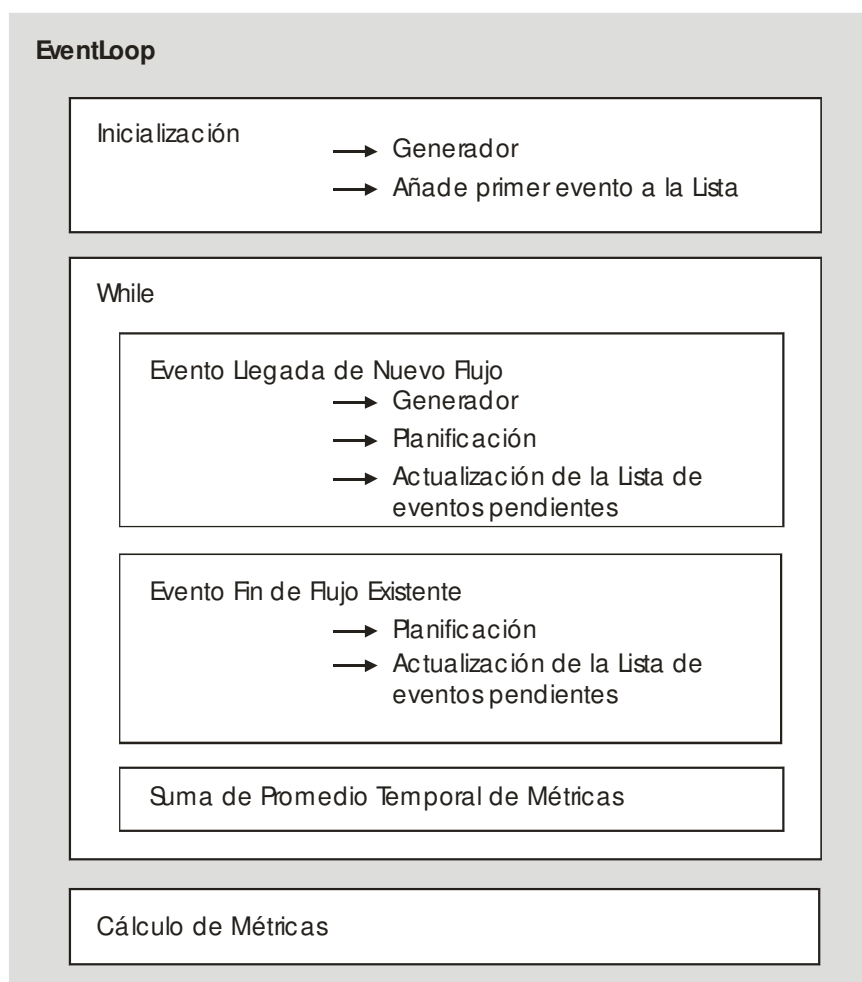 EventLoop
Inicialización
→ Generador
→ Añade primer evento a la Lista
While
Evento Llegada de Nuevo Flujo
→ Generador
→ Planificación
→ Actualización de la Lista de
eventos pendientes
Evento Fin de Flujo Existente
→ Planificación
→ Actualización de la Lista de
eventos pendientes
Suma de Promedio Temporal de Métricas
Cálculo de Métricas